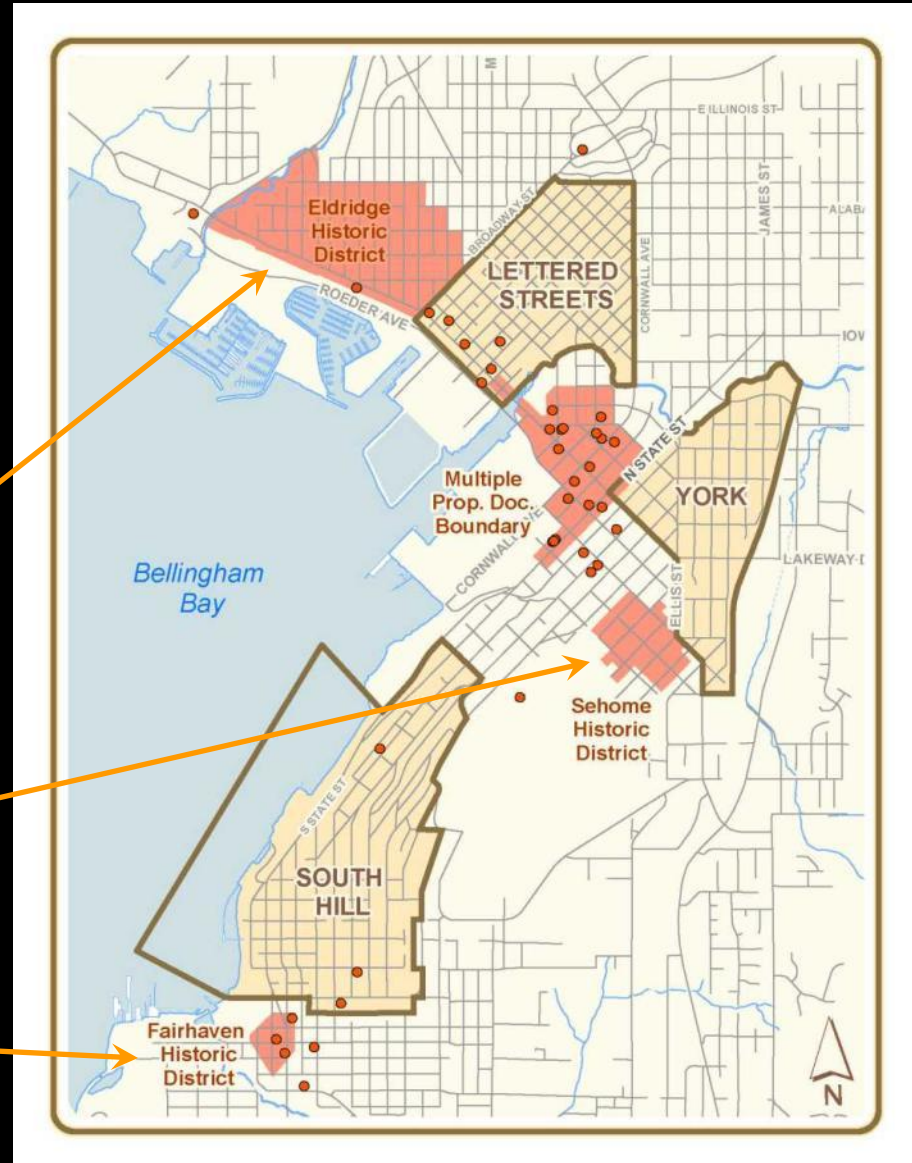 M
E ILLINOIS ST
JAMES ST
ALAB
Eldridge
Historic
District
BROADWAY ST
LETTERED
STREETS
CORNWALL AVE
ROEDER AVE
IOW
N STATE ST
Multiple
Prop. Doc.
Boundary
YORK
CORNWALL AVE
LAKEWAY D
Bellingham
Bay
ELLIS ST
Sehome
Historic
District
S STATE ST
SOUTH
HILL
Fairhaven
Historic
District
N